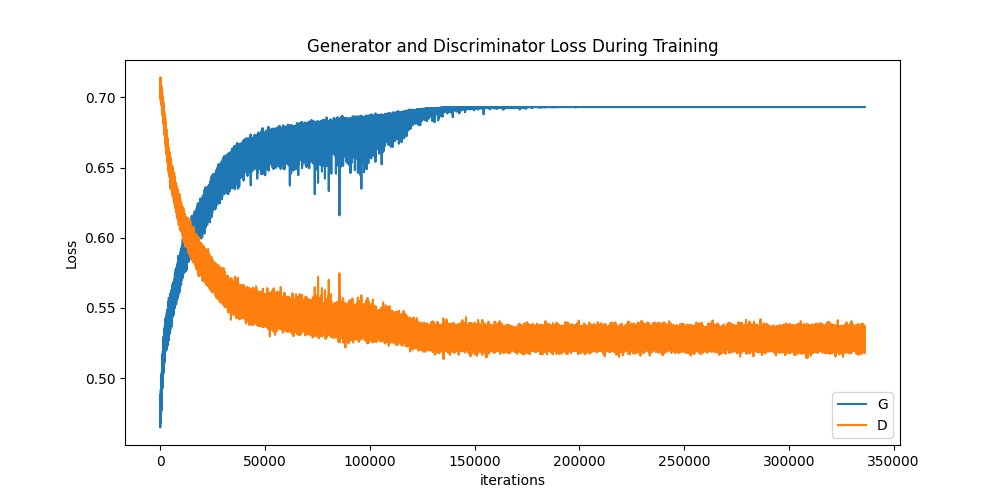 Generator and Discriminator Loss During Training
0.70
0.65
0.60
0.55
0.50
Loss
0
50000
100000
150000
200000
250000
300000
350000
iterations
G
D